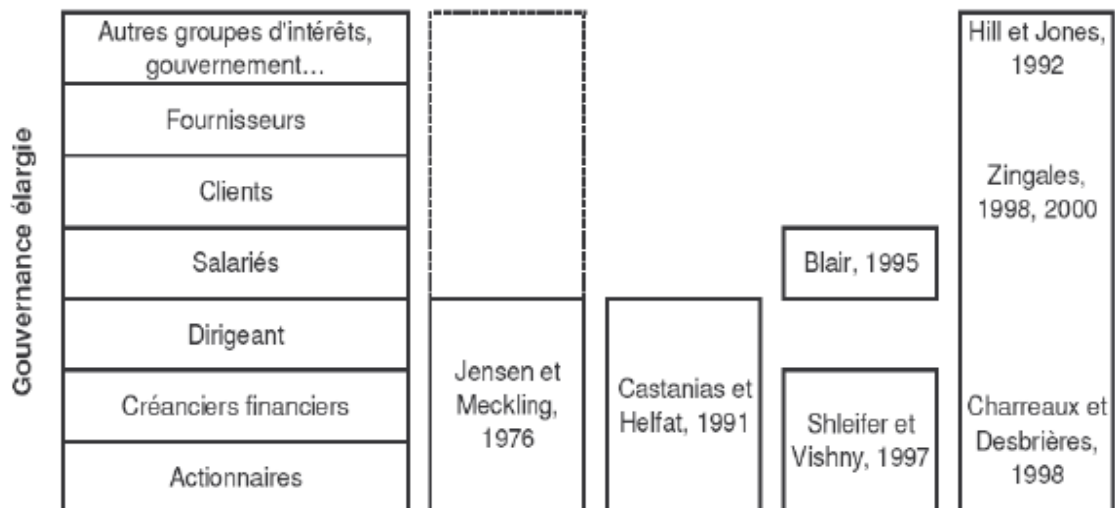 Gouvernance élargie
Autres groupes d'intérêts,
gouvernement...
Fournisseurs
Clients
Salariés
Dirigeant
Créanciers financiers
Actionnaires
Jensen et
Meckling,
1976
Castanias et
Helfat, 1991
Blair, 1995
Shleifer et
Vishny, 1997
Hill et Jones,
1992
Zingales,
1998, 2000
Charreaux et
Desbrières,
1998